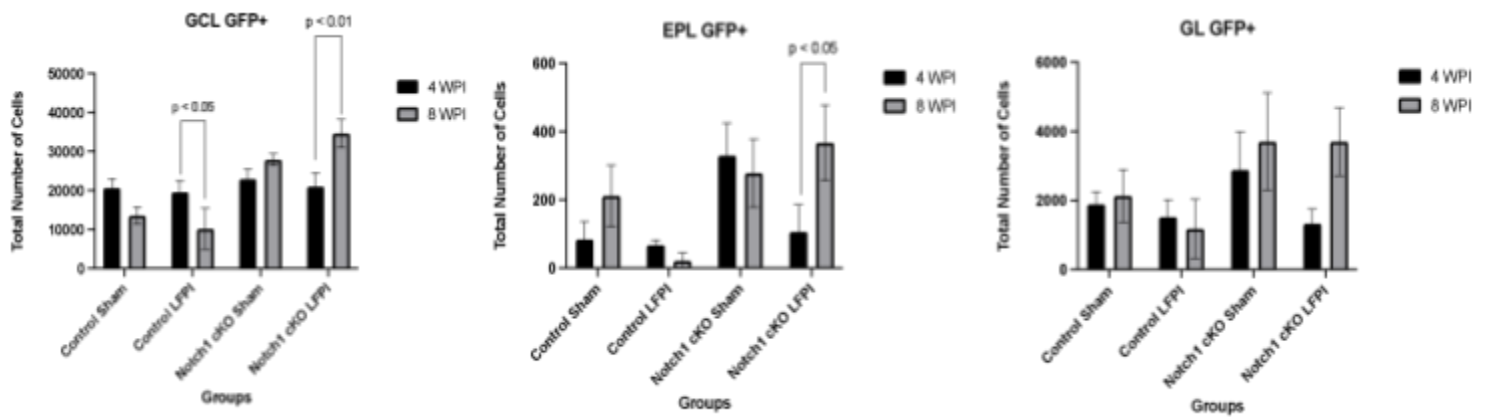 GCL GFP+
p < 0.01
p < 0.05
50000
40000
30000
20000
10000
0
Total Number of Cells
4 WPI
8 WPI
Control Sham
Control LFPI
Notch1 cKO Sham
Notch1 cKO LFPI
Groups
EPL GFP+
p < 0.05
600
400
200
0
Total Number of Cells
4 WPI
8 WPI
Control Sham
Control LFPI
Notch1 cKO Sham
Notch1 cKO LFPI
Groups
GL GFP+
6000
4000
2000
0
Total Number of Cells
4 WPI
8 WPI
Control Sham
Control LFPI
Notch1 cKO Sham
Notch1 cKO LFPI
Groups